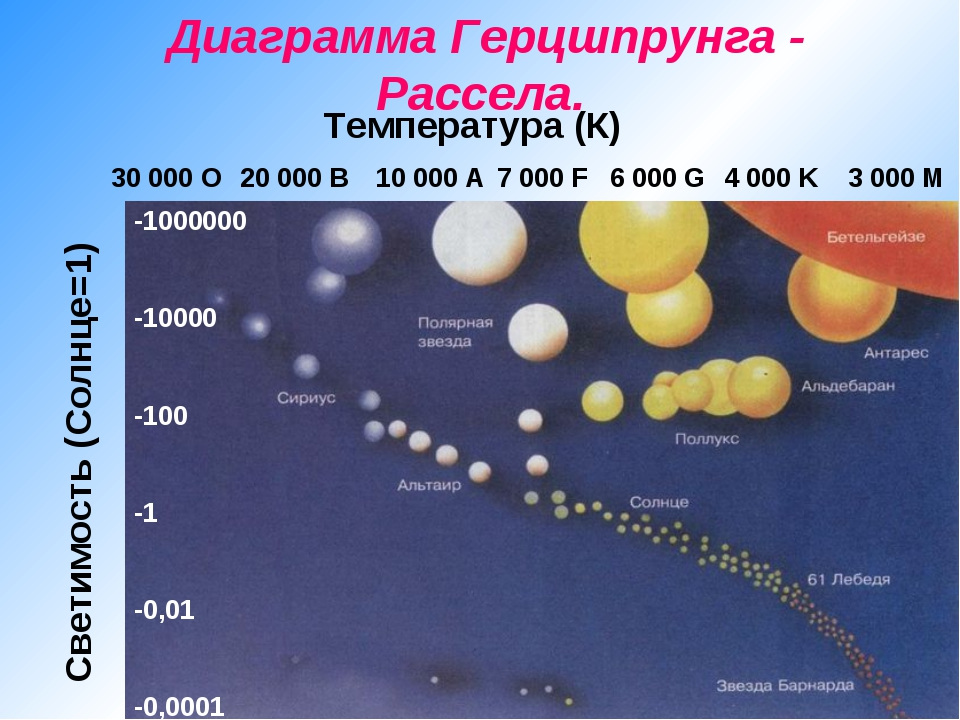 Диаграмма Герцшпрунга -
Рассела.
Температура (К)
30 000 O 20 000 B 10 000 A 7 000 F 6 000 G 4 000 K 3 000 M
Светимость (Солнце=1)
-1000000
Бетельгейзе
-10000
Полярная
звезда
Антарес
Альдебаран
Сириус
-100
Поллукс
Альтаир
Солнце
-1
61 Лебедя
-0,01
Звезда Барнарда
-0,0001